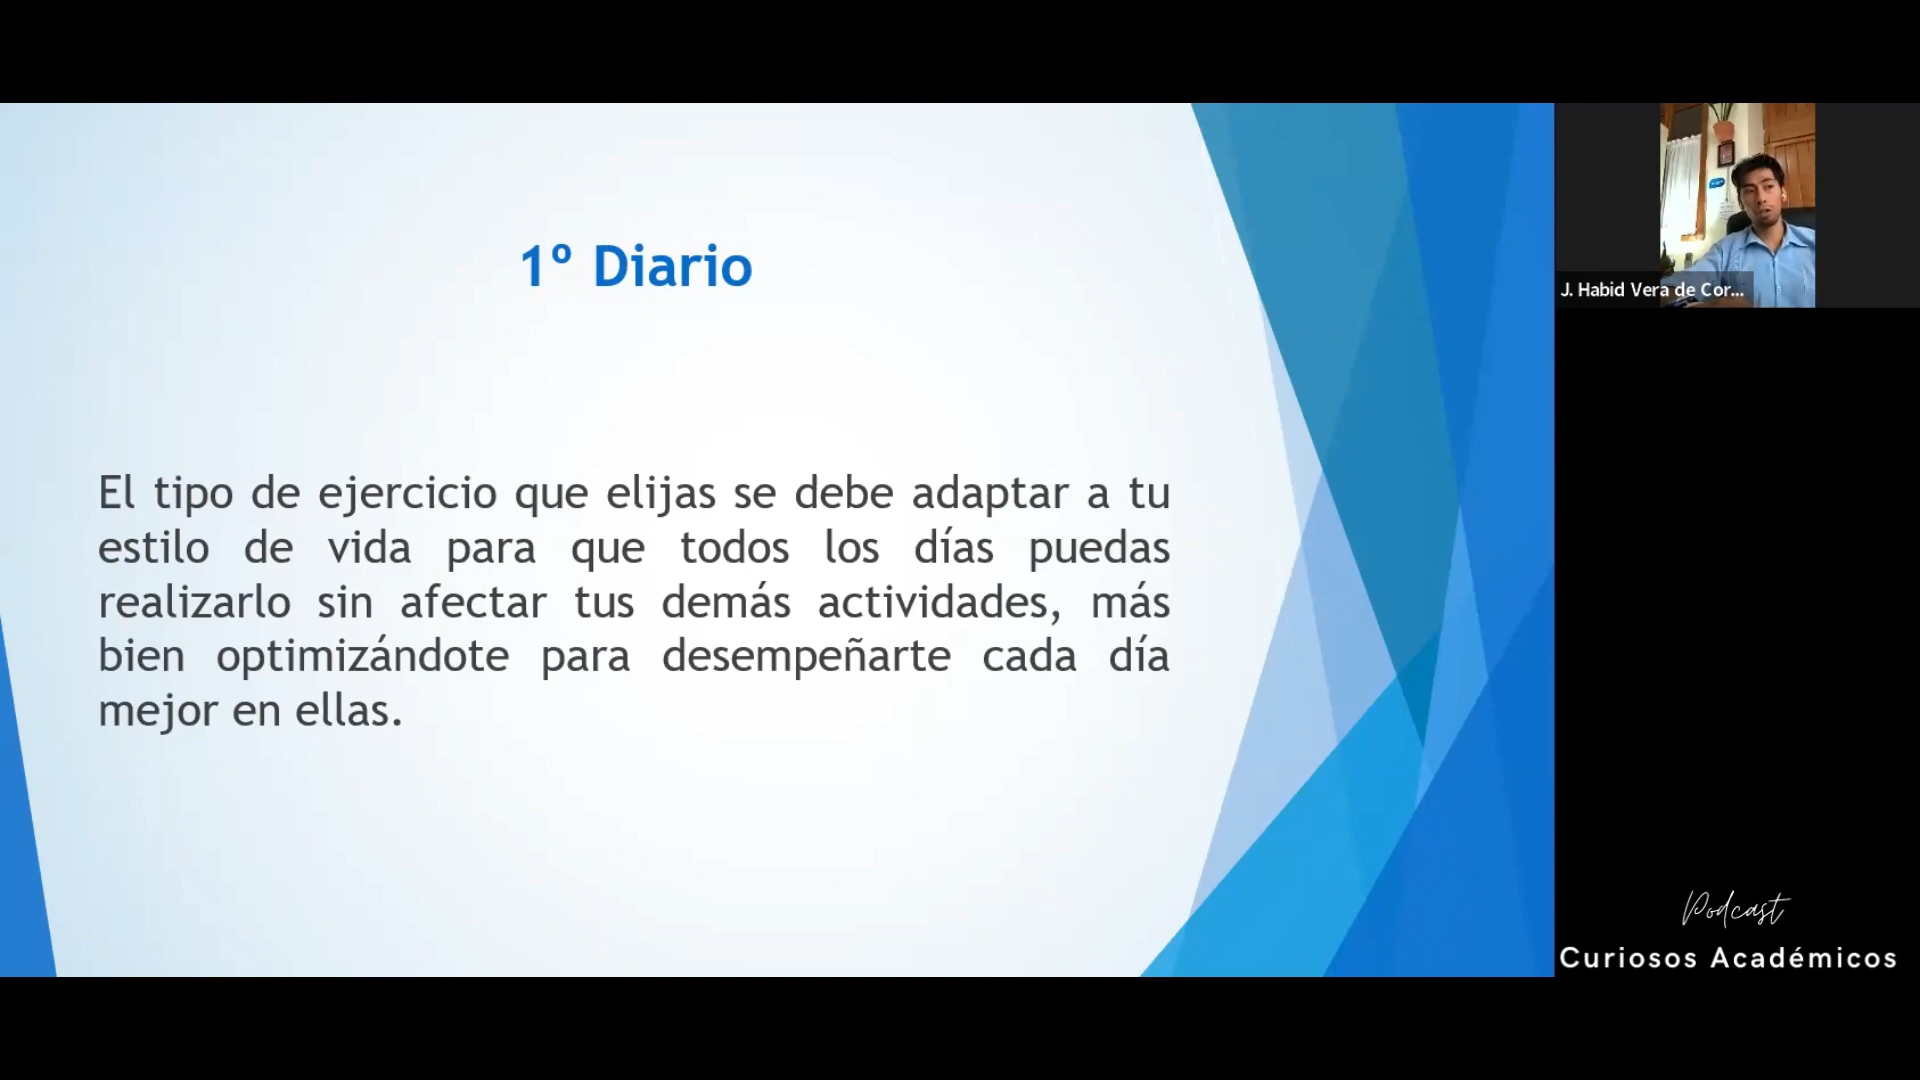 1º Diario
El tipo de ejercicio que elijas se debe adaptar a tu
estilo de vida para que todos los días puedas
realizarlo sin afectar tus demás actividades, más
bien optimizándote para desempeñarte cada día
mejor en ellas.
J. Habid Vera de Cor...
Podcast
Curiosos Académicos